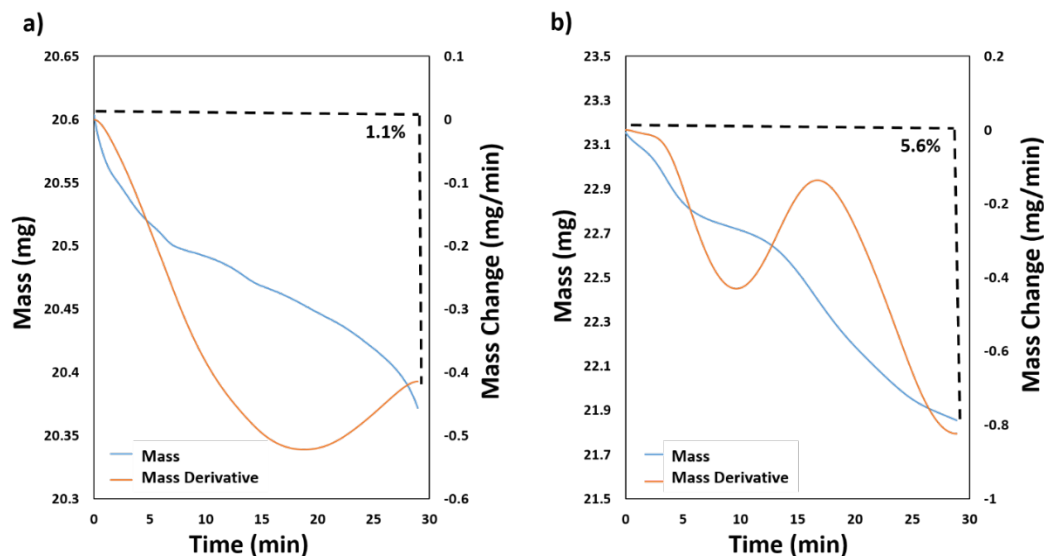 a)
20.65
20.6
20.55
20.5
20.45
20.4
20.35
20.3
Mass (mg)
0.1
0
-0.1
-0.2
-0.3
-0.4
-0.5
-0.6
Mass Change (mg/min)
1.1%
Mass
Mass Derivative
0 5 10 15 20 25 30
Time (min)
b)
23.5
23.3
23.1
22.9
22.7
22.5
22.3
22.1
21.9
21.7
21.5
Mass (mg)
0.2
0
-0.2
-0.4
-0.6
-0.8
-1
Mass Change (mg/min)
5.6%
Mass
Mass Derivative
0 5 10 15 20 25 30
Time (min)